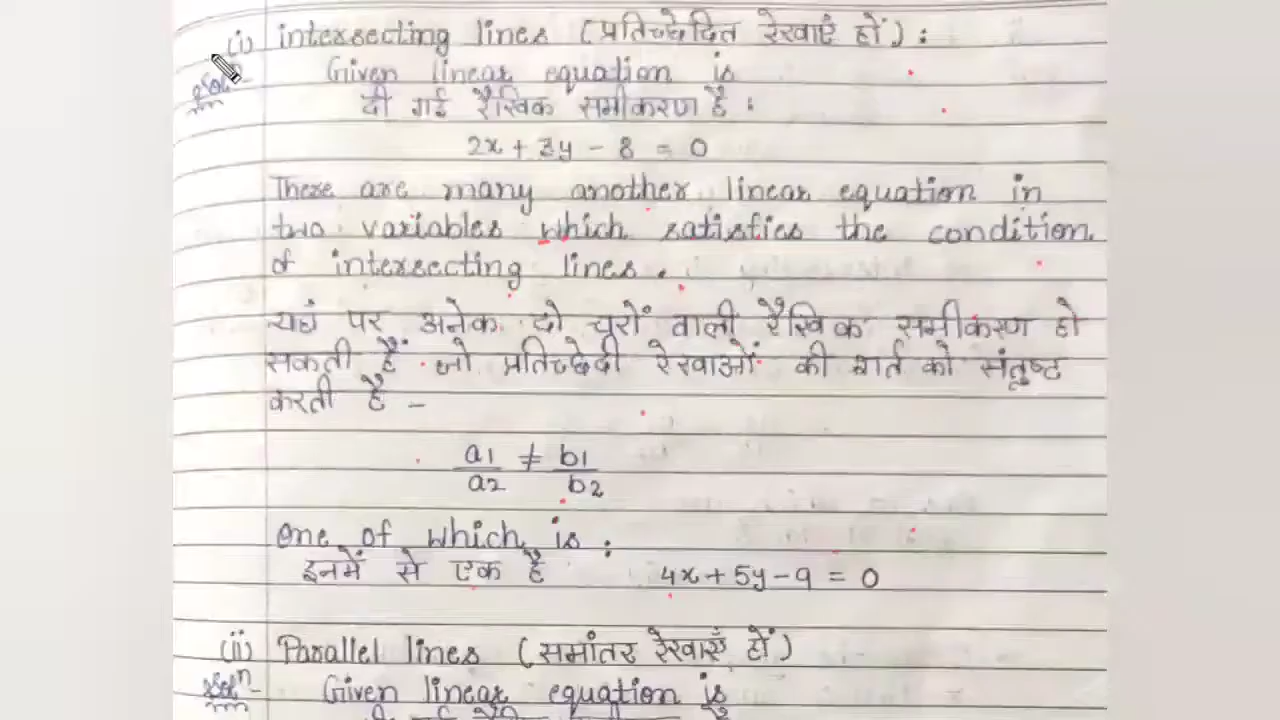 (i) intersecting lines (प्रतिच्छेदित रेखाएं हों) :
Solⁿ- Given linear equation is
दी गई रैखिक समीकरण है :
2x + 3y - 8 = 0
There are many another linear equation in
two variables which satisfies the condition
of intersecting lines.
यहां पर अनेक दो चरों वाली रैखिक समीकरण हो
सकती हैं जो प्रतिच्छेदी रेखाओं की शर्त को संतुष्ट
करती है -
a1/a2 ≠ b1/b2
One of which is :
इनमें से एक है 4x + 5y - 9 = 0
(ii) Parallel lines (समांतर रेखाएँ हों)
Solⁿ- Given linear equation is